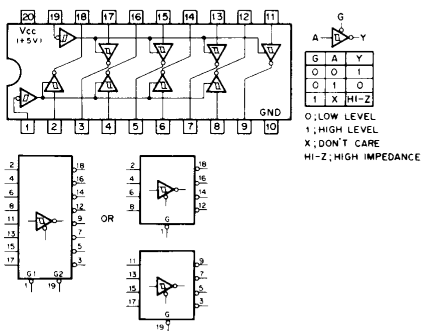 20 19 18 17 16 15 14 13 12 11
Vcc
(+5V)
GND
1 2 3 4 5 6 7 8 9 10
G
A Y
G A Y
0 0 1
0 1 0
1 X HI-Z
0; LOW LEVEL
1; HIGH LEVEL
X; DON'T CARE
HI-Z; HIGH IMPEDANCE
2 18
4 16
6 14
8 12
11 9
13 7
15 5
17 3
G1 G2
1 19
OR
2 18
4 16
6 14
8 12
G
1
11 9
13 7
15 5
17 3
G
19